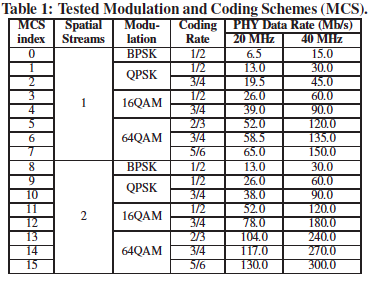 Table 1: Tested Modulation and Coding Schemes (MCS).
MCS Spatial Modu- Coding PHY Data Rate (Mb/s)
index Streams lation Rate 20 MHz 40 MHz
0 BPSK 1/2 6.5 15.0
1 QPSK 1/2 13.0 30.0
2 3/4 19.5 45.0
3 1 16QAM 1/2 26.0 60.0
4 3/4 39.0 90.0
5 64QAM 2/3 52.0 120.0
6 3/4 58.5 135.0
7 5/6 65.0 150.0
8 BPSK 1/2 13.0 30.0
9 QPSK 1/2 26.0 60.0
10 3/4 38.0 90.0
11 2 16QAM 1/2 52.0 120.0
12 3/4 78.0 180.0
13 64QAM 2/3 104.0 240.0
14 3/4 117.0 270.0
15 5/6 130.0 300.0